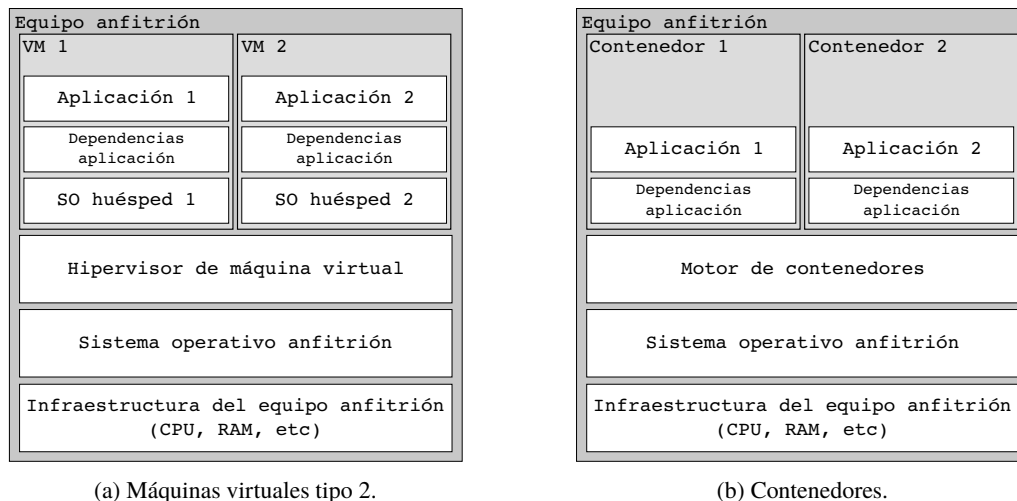 Equipo anfitrión
VM 1
VM 2
Aplicación 1
Aplicación 2
Dependencias
aplicación
Dependencias
aplicación
SO huésped 1
SO huésped 2
Hipervisor de máquina virtual
Sistema operativo anfitrión
Infraestructura del equipo anfitrión
(CPU, RAM, etc)
(a) Máquinas virtuales tipo 2.
Equipo anfitrión
Contenedor 1
Contenedor 2
Aplicación 1
Aplicación 2
Dependencias
aplicación
Dependencias
aplicación
Motor de contenedores
Sistema operativo anfitrión
Infraestructura del equipo anfitrión
(CPU, RAM, etc)
(b) Contenedores.